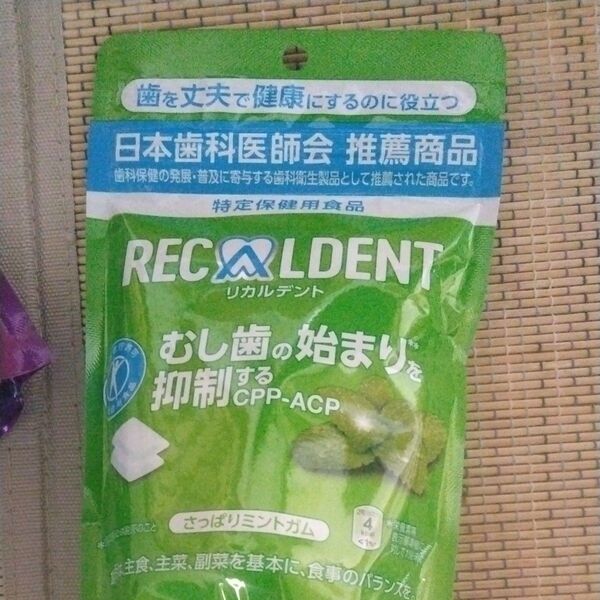 歯を丈夫で健康にするのに役立つ
日本歯科医師会 推薦商品
歯科保健の発展・普及に寄与する歯科衛生製品として推薦された商品です。
特定保健用食品
RECALDENT
リカルデント
むし歯の始まり**を
抑制する
CPP-ACP
さっぱりミントガム
4
主食、主菜、副菜を基本に、食事のバランスを。